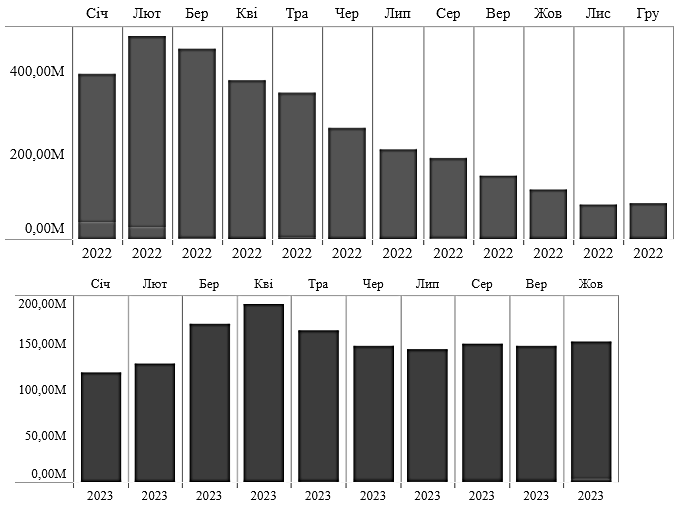 Січ Лют Бер Кві Тра Чер Лип Сер Вер Жов Лис Гру
400,00M
200,00M
0,00M
2022 2022 2022 2022 2022 2022 2022 2022 2022 2022 2022 2022
Січ Лют Бер Кві Тра Чер Лип Сер Вер Жов
200,00M
150,00M
100,00M
50,00M
0,00M
2023 2023 2023 2023 2023 2023 2023 2023 2023 2023